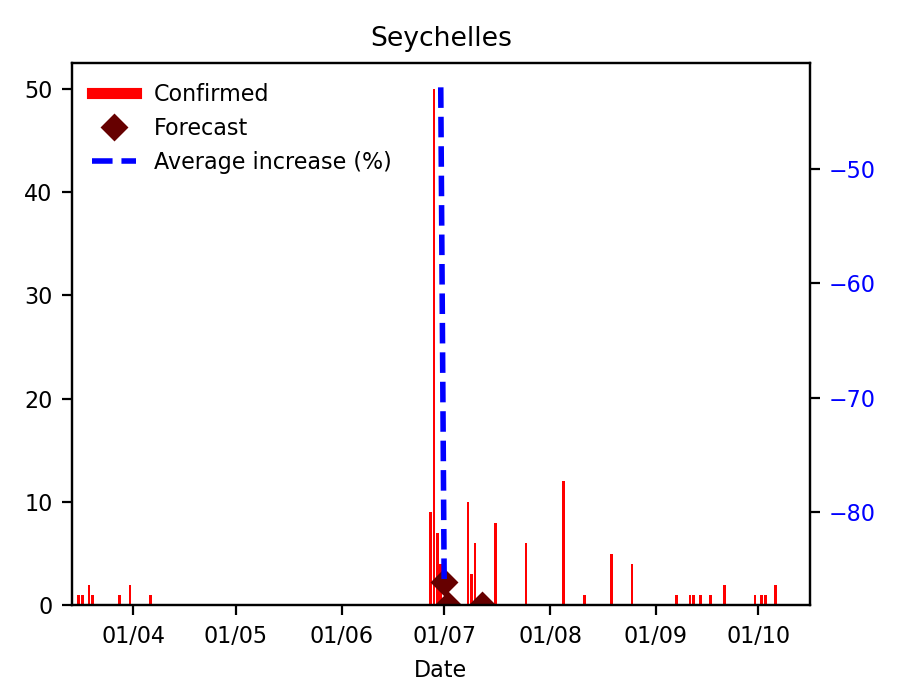 Seychelles
Confirmed
Forecast
Average increase (%)
50
40
30
20
10
0
−50
−60
−70
−80
01/04 01/05 01/06 01/07 01/08 01/09 01/10
Date